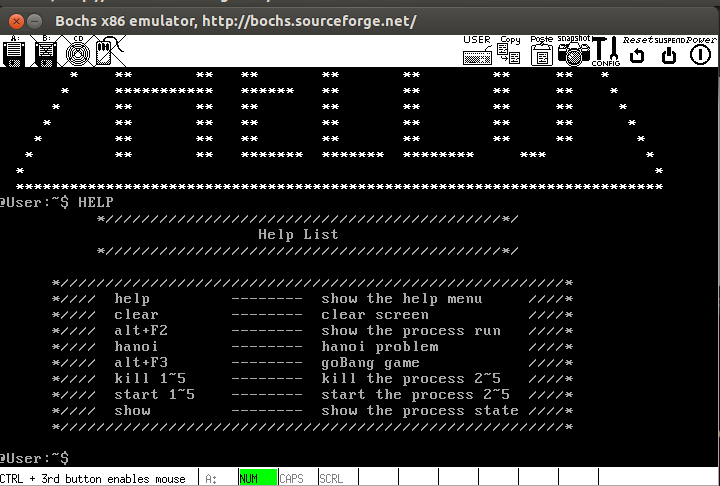 Bochs x86 emulator, http://bochs.sourceforge.net/
A: B: CD USER Copy Paste snapshot CONFIG Reset SUSPEND Power
* ** ** ** ** ** ** ** *
* *********** ****** ** ** ** ** *
* ** ** ** ** ** ** ** *
* ** ** ** ** ** ** ** *
* ** ** ** ** ** ** ** *
* ** ** ******* ******* ******** *** *
* *
************************************************************************
@User:~$ HELP
*////////////////////////////////////////////*/
Help List
*////////////////////////////////////////////*/
*////////////////////////////////////////////////////////*
*//// help -------- show the help menu ////*
*//// clear -------- clear screen ////*
*//// alt+F2 -------- show the process run ////*
*//// hanoi -------- hanoi problem ////*
*//// alt+F3 -------- goBang game ////*
*//// kill 1~5 -------- kill the process 2~5 ////*
*//// start 1~5 -------- start the process 2~5 ////*
*//// show -------- show the process state ////*
*////////////////////////////////////////////////////////*
@User:~$
CTRL + 3rd button enables mouse A: NUM CAPS SCRL